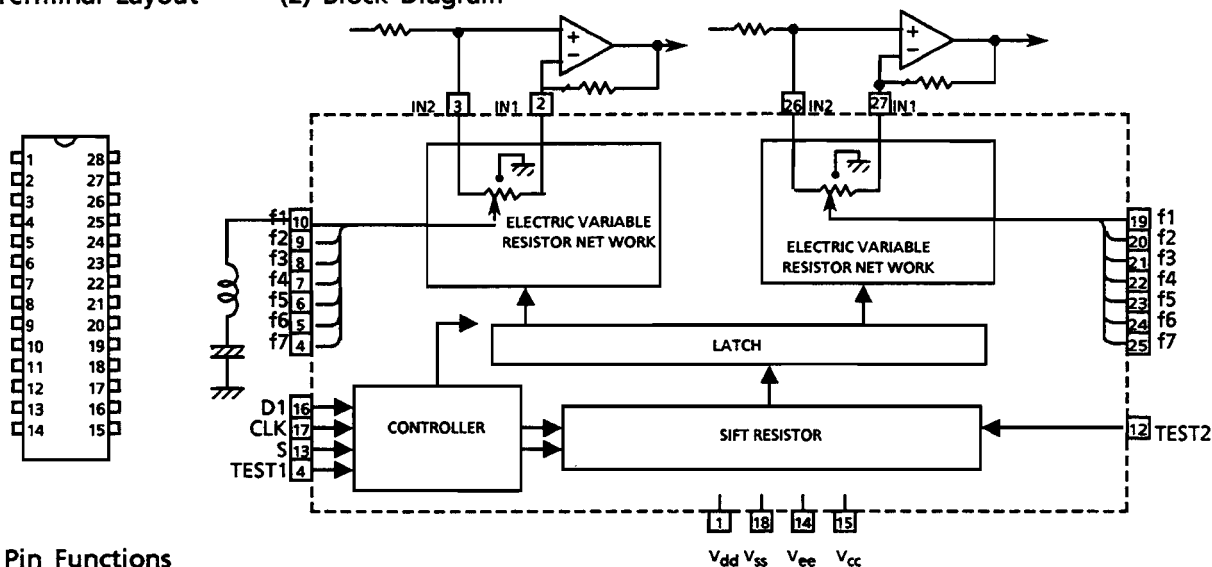 Terminal Layout (2) Block Diagram
+
−
+
−
IN2 3 IN1 2
26 IN2 27 IN1
1 28
2 27
3 26
4 25
5 24
6 23
7 22
8 21
9 20
10 19
11 18
12 17
13 16
14 15
ELECTRIC VARIABLE
RESISTOR NET WORK
ELECTRIC VARIABLE
RESISTOR NET WORK
f1 10
f2 9
f3 8
f4 7
f5 6
f6 5
f7 4
19 f1
20 f2
21 f3
22 f4
23 f5
24 f6
25 f7
LATCH
D1 16
CLK 17
S 13
TEST1 4
CONTROLLER
SIFT RESISTOR
12 TEST2
1 18 14 15
Vdd Vss Vee Vcc
Pin Functions